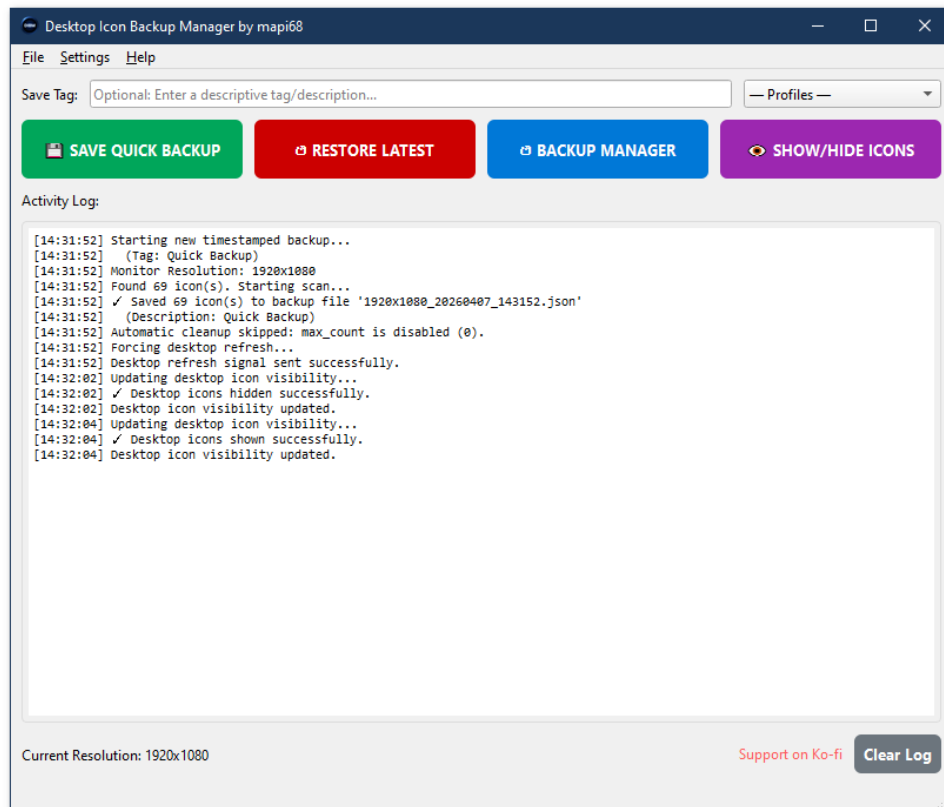 Desktop Icon Backup Manager by mapi68
File Settings Help
Save Tag: Optional: Enter a descriptive tag/description... — Profiles —
SAVE QUICK BACKUP RESTORE LATEST BACKUP MANAGER SHOW/HIDE ICONS
Activity Log:
[14:31:52] Starting new timestamped backup...
[14:31:52]   (Tag: Quick Backup)
[14:31:52] Monitor Resolution: 1920x1080
[14:31:52] Found 69 icon(s). Starting scan...
[14:31:52] ✓ Saved 69 icon(s) to backup file '1920x1080_20260407_143152.json'
[14:31:52]   (Description: Quick Backup)
[14:31:52] Automatic cleanup skipped: max_count is disabled (0).
[14:31:52] Forcing desktop refresh...
[14:31:52] Desktop refresh signal sent successfully.
[14:32:02] Updating desktop icon visibility...
[14:32:02] ✓ Desktop icons hidden successfully.
[14:32:02] Desktop icon visibility updated.
[14:32:04] Updating desktop icon visibility...
[14:32:04] ✓ Desktop icons shown successfully.
[14:32:04] Desktop icon visibility updated.
Current Resolution: 1920x1080 Support on Ko-fi Clear Log